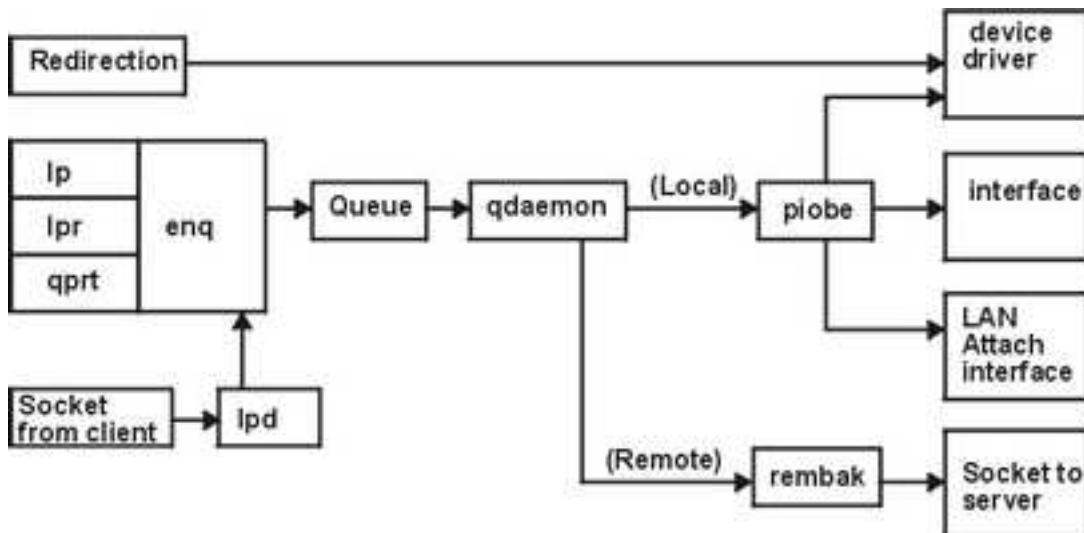 Redirection
device
driver
lp
lpr
qprt
enq
Queue
qdaemon
(Local)
piobe
interface
LAN
Attach
interface
Socket
from client
lpd
(Remote)
rembak
Socket to
server